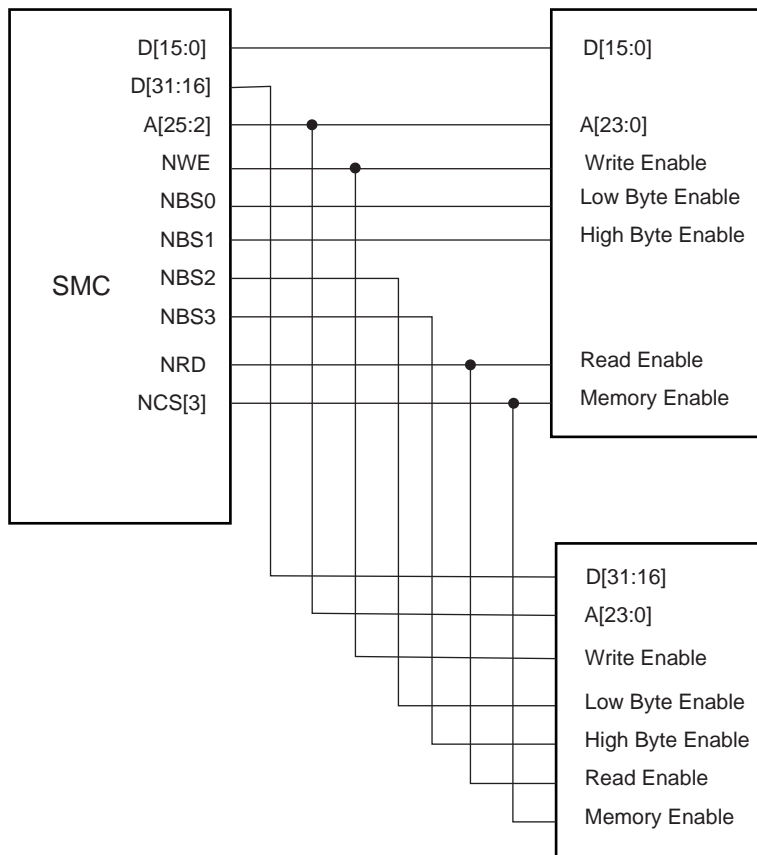 SMC
D[15:0]
D[31:16]
A[25:2]
NWE
NBS0
NBS1
NBS2
NBS3
NRD
NCS[3]
D[15:0]
A[23:0]
Write Enable
Low Byte Enable
High Byte Enable
Read Enable
Memory Enable
D[31:16]
A[23:0]
Write Enable
Low Byte Enable
High Byte Enable
Read Enable
Memory Enable